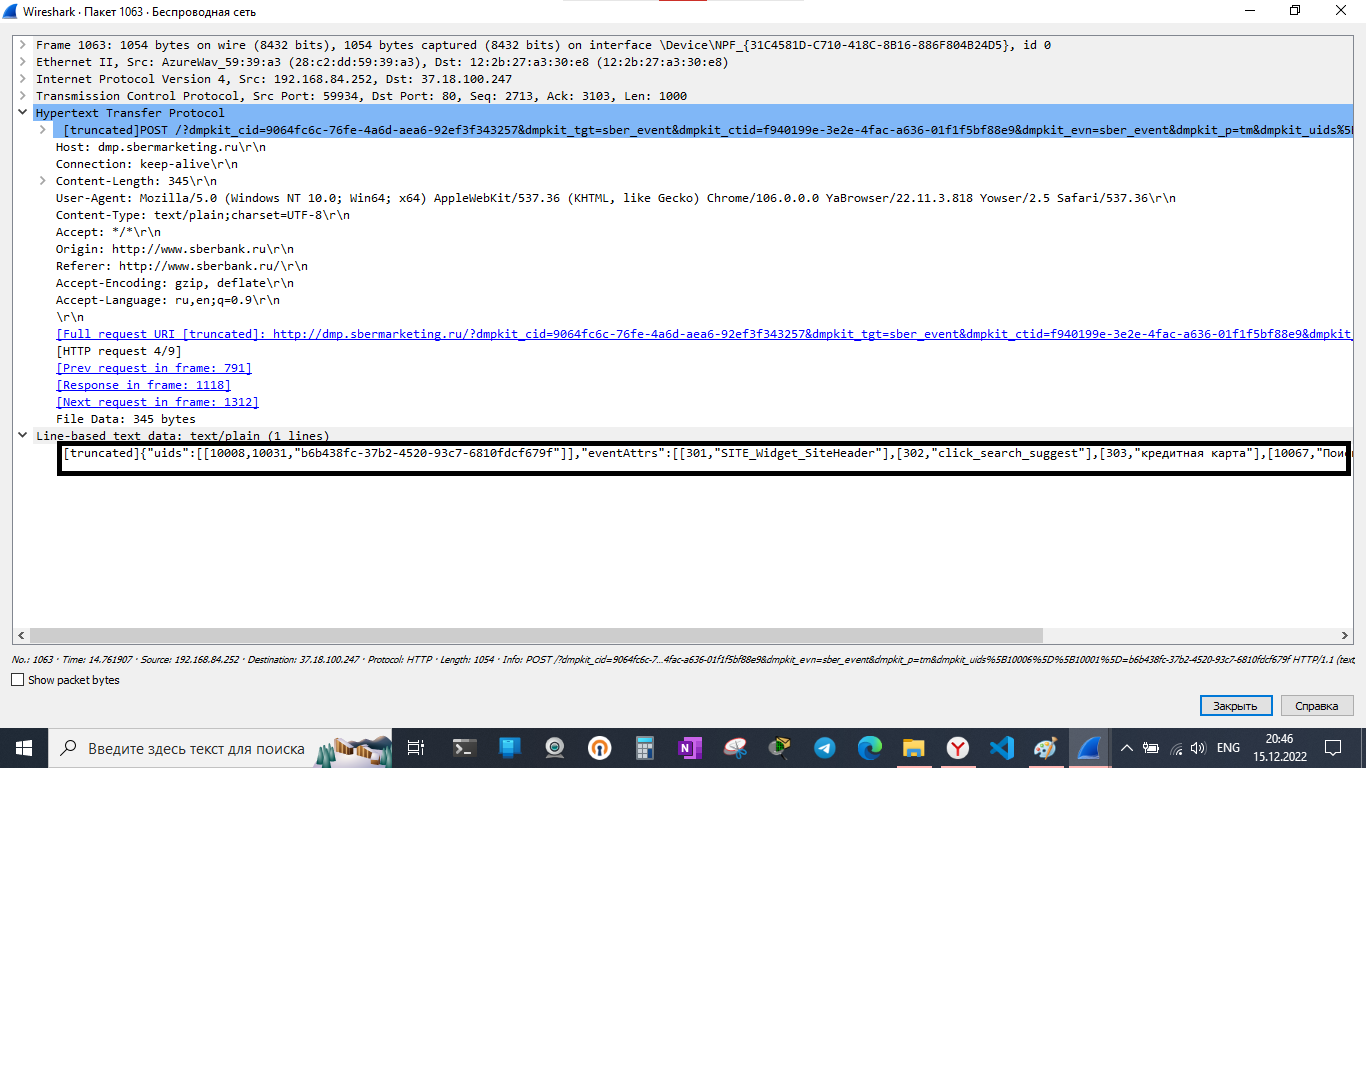 Wireshark · Пакет 1063 · Беспроводная сеть
Frame 1063: 1054 bytes on wire (8432 bits), 1054 bytes captured (8432 bits) on interface \Device\NPF_{31C4581D-C710-418C-8B16-886F804B24D5}, id 0
Ethernet II, Src: AzureWav_59:39:a3 (28:c2:dd:59:39:a3), Dst: 12:2b:27:a3:30:e8 (12:2b:27:a3:30:e8)
Internet Protocol Version 4, Src: 192.168.84.252, Dst: 37.18.100.247
Transmission Control Protocol, Src Port: 59934, Dst Port: 80, Seq: 2713, Ack: 3103, Len: 1000
Hypertext Transfer Protocol
[truncated]POST /?dmpkit_cid=9064fc6c-76fe-4a6d-aea6-92ef3f343257&dmpkit_tgt=sber_event&dmpkit_ctid=f940199e-3e2e-4fac-a636-01f1f5bf88e9&dmpkit_evn=sber_event&dmpkit_p=tm&dmpkit_uids%5
Host: dmp.sbermarketing.ru\r\n
Connection: keep-alive\r\n
Content-Length: 345\r\n
User-Agent: Mozilla/5.0 (Windows NT 10.0; Win64; x64) AppleWebKit/537.36 (KHTML, like Gecko) Chrome/106.0.0.0 YaBrowser/22.11.3.818 Yowser/2.5 Safari/537.36\r\n
Content-Type: text/plain;charset=UTF-8\r\n
Accept: */*\r\n
Origin: http://www.sberbank.ru\r\n
Referer: http://www.sberbank.ru/\r\n
Accept-Encoding: gzip, deflate\r\n
Accept-Language: ru,en;q=0.9\r\n
\r\n
[Full request URI [truncated]: http://dmp.sbermarketing.ru/?dmpkit_cid=9064fc6c-76fe-4a6d-aea6-92ef3f343257&dmpkit_tgt=sber_event&dmpkit_ctid=f940199e-3e2e-4fac-a636-01f1f5bf88e9&dmpkit_
[HTTP request 4/9]
[Prev request in frame: 791]
[Response in frame: 1118]
[Next request in frame: 1312]
File Data: 345 bytes
Line-based text data: text/plain (1 lines)
[truncated]{"uids":[[10008,10031,"b6b438fc-37b2-4520-93c7-6810fdcf679f"]],"eventAttrs":[[301,"SITE_Widget_SiteHeader"],[302,"click_search_suggest"],[303,"кредитная карта"],[10067,"Пои
No.: 1063 · Time: 14.761907 · Source: 192.168.84.252 · Destination: 37.18.100.247 · Protocol: HTTP · Length: 1054 · Info: POST /?dmpkit_cid=9064fc6c-7...4fac-a636-01f1f5bf88e9&dmpkit_evn=sber_event&dmpkit_p=tm&dmpkit_uids%5B10006%5D%5B10001%5D=b6b438fc-37b2-4520-93c7-6810fdcf679f HTTP/1.1 (text
Show packet bytes
Закрыть
Справка
Введите здесь текст для поиска
ENG
20:46
15.12.2022